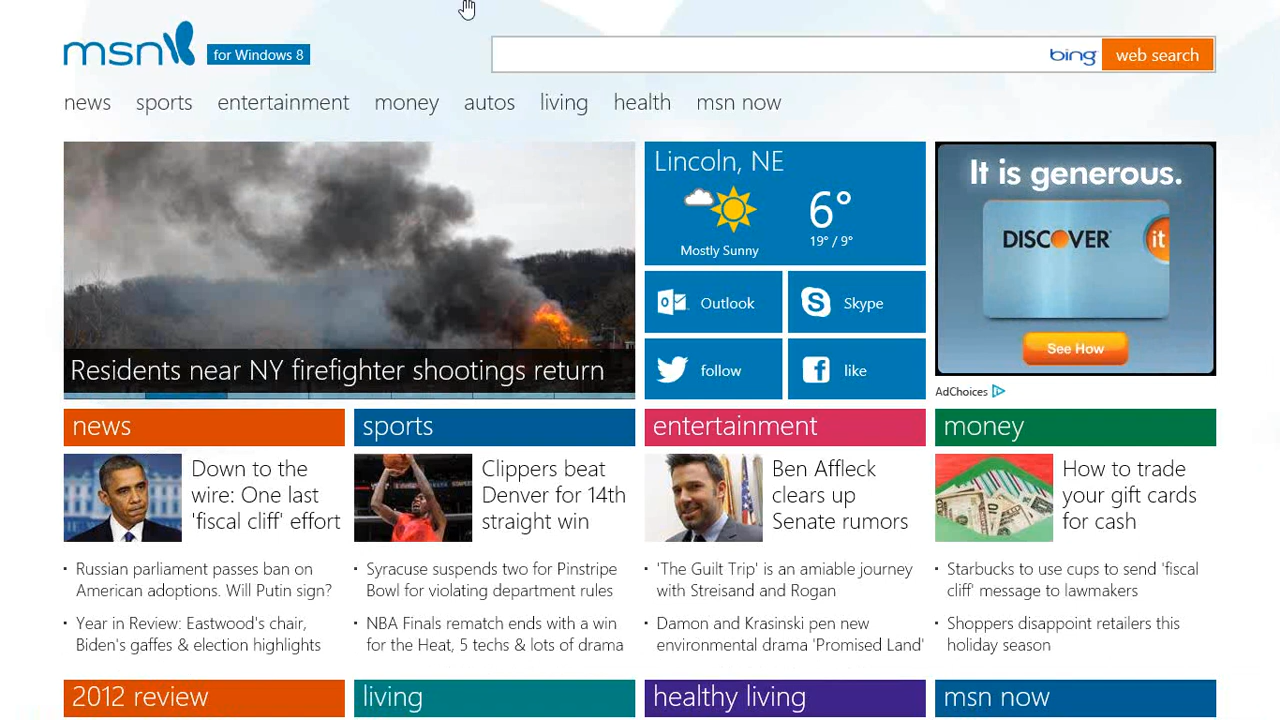 msn for Windows 8
bing web search
news sports entertainment money autos living health msn now
Residents near NY firefighter shootings return
Lincoln, NE
6°
19° / 9°
Mostly Sunny
Outlook
Skype
follow
like
It is generous.
DISCOVER it
See How
AdChoices
news
Down to the
wire: One last
'fiscal cliff' effort
Russian parliament passes ban on
American adoptions. Will Putin sign?
Year in Review: Eastwood's chair,
Biden's gaffes & election highlights
sports
Clippers beat
Denver for 14th
straight win
Syracuse suspends two for Pinstripe
Bowl for violating department rules
NBA Finals rematch ends with a win
for the Heat, 5 techs & lots of drama
entertainment
Ben Affleck
clears up
Senate rumors
'The Guilt Trip' is an amiable journey
with Streisand and Rogan
Damon and Krasinski pen new
environmental drama 'Promised Land'
money
How to trade
your gift cards
for cash
Starbucks to use cups to send 'fiscal
cliff' message to lawmakers
Shoppers disappoint retailers this
holiday season
2012 review
living
healthy living
msn now